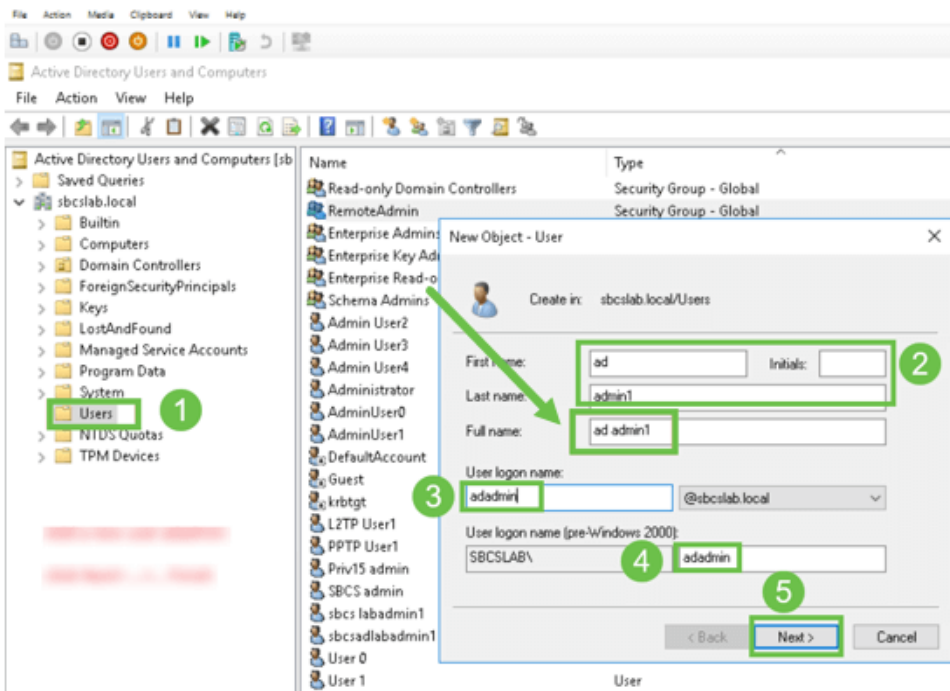 File Action Media Clipboard View Help
Active Directory Users and Computers
File Action View Help
Active Directory Users and Computers [sb
Saved Queries
sbcslab.local
Builtin
Computers
Domain Controllers
ForeignSecurityPrincipals
Keys
LostAndFound
Managed Service Accounts
Program Data
System
Users
1
NTDS Quotas
TPM Devices
Name Type
Read-only Domain Controllers Security Group - Global
RemoteAdmin Security Group - Global
Enterprise Admins
Enterprise Key Ad
Enterprise Read-o
Schema Admins
Admin User2
Admin User3
Admin User4
Administrator
AdminUser0
AdminUser1
DefaultAccount
Guest
krbtgt
L2TP User1
PPTP User1
Priv15 admin
SBCS admin
sbcs labadmin1
sbcsadlabadmin1
User 0
User 1 User
New Object - User
Create in: sbcslab.local/Users
First name: ad Initials: 2
Last name: admin1
Full name: ad admin1
User logon name:
3 adadmin @sbcslab.local
User logon name (pre-Windows 2000):
SBCSLAB\ 4 adadmin
5
< Back Next > Cancel